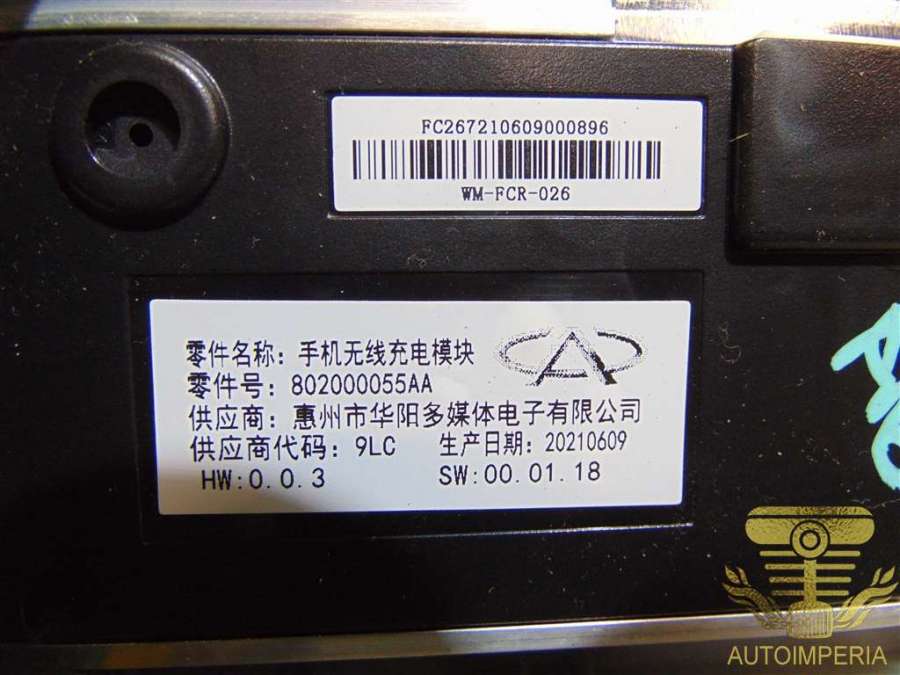 FC267210609000896
WM-FCR-026
零件名称：手机无线充电模块
零件号：802000055AA
供应商：惠州市华阳多媒体电子有限公司
供应商代码：9LC 生产日期：20210609
HW:0.0.3 SW:00.01.18
AUTOIMPERIA